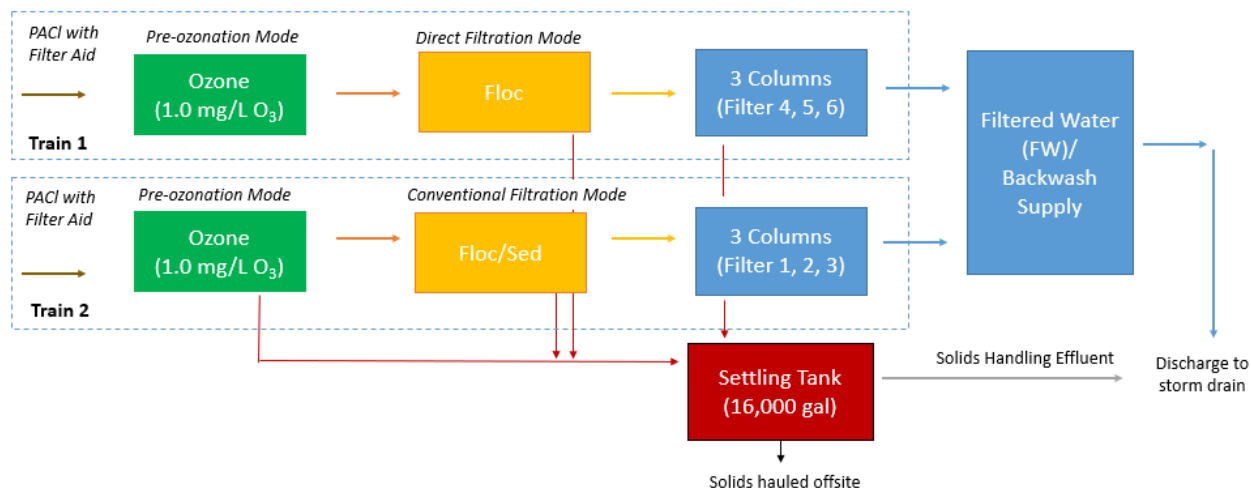 PACl with
Filter Aid
Pre-ozonation Mode
Direct Filtration Mode
Ozone
(1.0 mg/L O₃)
Floc
3 Columns
(Filter 4, 5, 6)
Train 1
Filtered Water
(FW)/
Backwash
Supply
PACl with
Filter Aid
Pre-ozonation Mode
Conventional Filtration Mode
Ozone
(1.0 mg/L O₃)
Floc/Sed
3 Columns
(Filter 1, 2, 3)
Train 2
Settling Tank
(16,000 gal)
Solids Handling Effluent
Discharge to
storm drain
Solids hauled offsite